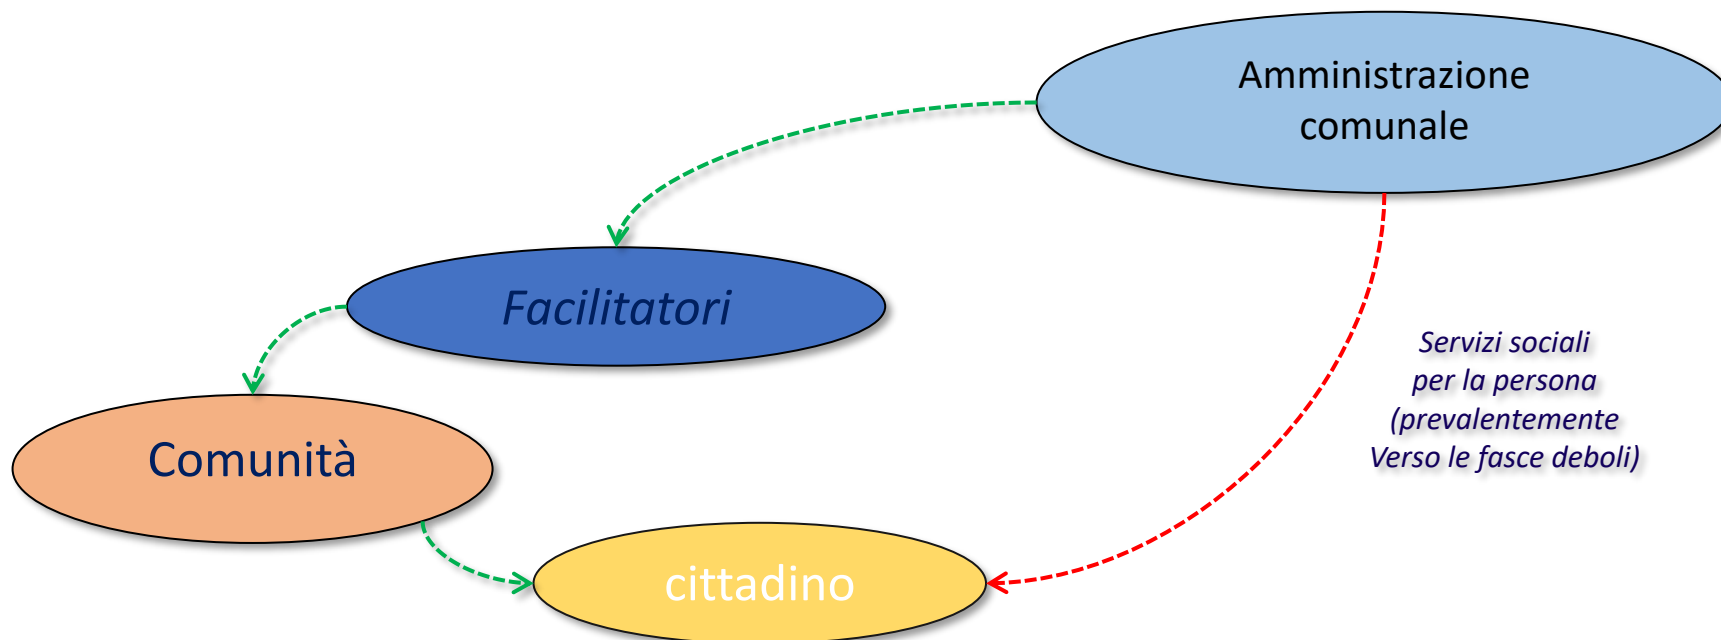 Amministrazione
comunale
Facilitatori
Servizi sociali
per la persona
(prevalentemente
Verso le fasce deboli)
Comunità
cittadino